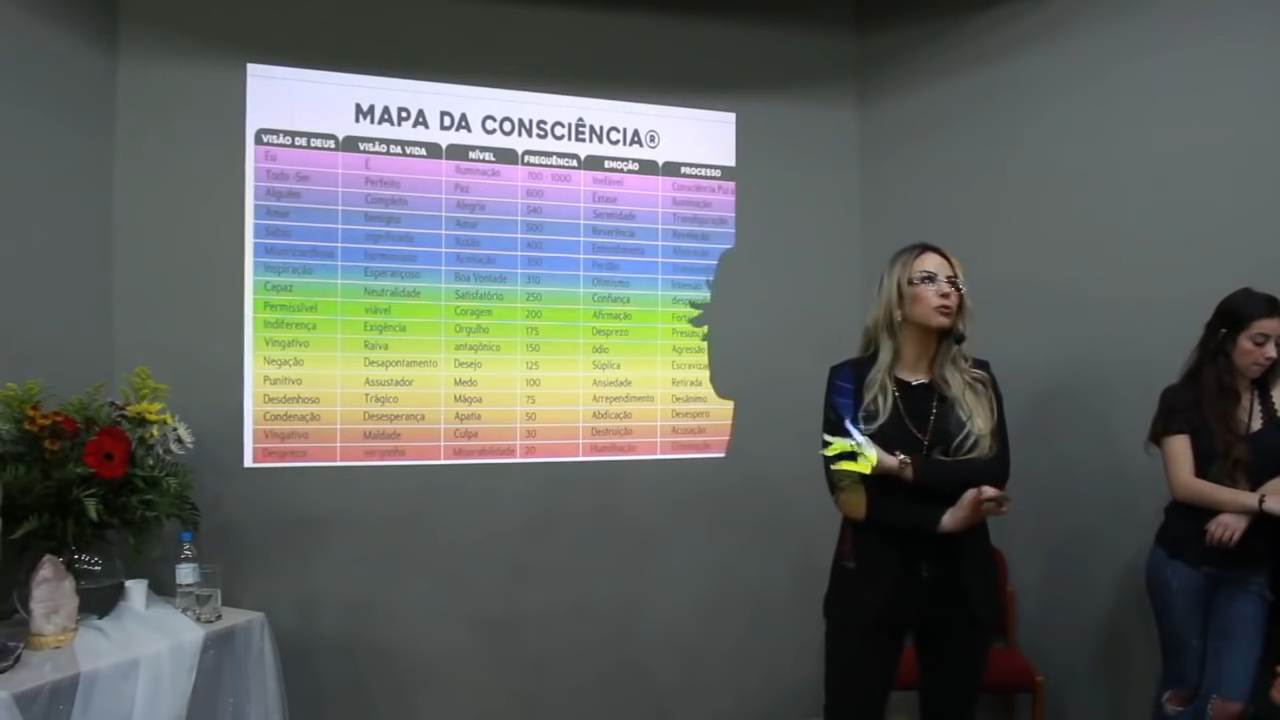 MAPA DA CONSCIÊNCIA®
VISÃO DE DEUS VISÃO DA VIDA NÍVEL FREQUÊNCIA EMOÇÃO PROCESSO
Eu É Iluminação 700 - 1000 Inefável Consciência Pura
Todo-Ser Perfeito Paz 600 Êxtase Iluminação
Alguém Completo Alegria 540 Serenidade Transfiguração
Amor benigno Amor 500 Reverência Revelação
Sábio significado Razão 400 Entendimento
Misericordioso harmonioso Aceitação 350 Perdão
Inspiração Esperançoso Boa Vontade 310 Otimismo
Capaz Neutralidade Satisfatório 250 Confiança
Permissível viável Coragem 200 Afirmação
Indiferença Exigência Orgulho 175 Desprezo
Vingativo Raiva antagônico 150 ódio Agressão
Negação Desapontamento Desejo 125 Súplica
Punitivo Assustador Medo 100 Ansiedade Retirada
Desdenhoso Trágico Mágoa 75 Arrependimento Desânimo
Condenação Desesperança Apatia 50 Abdicação Desespero
Vingativo Maldade Culpa 30 Destruição Acusação
Desprezo vergonha Miserabilidade 20 Humilhação